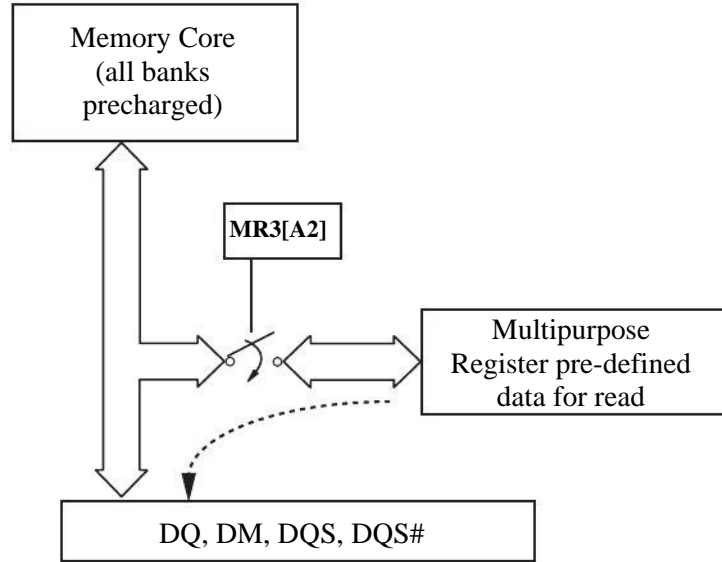 Memory Core
(all banks
precharged)
MR3[A2]
Multipurpose
Register pre-defined
data for read
DQ, DM, DQS, DQS#